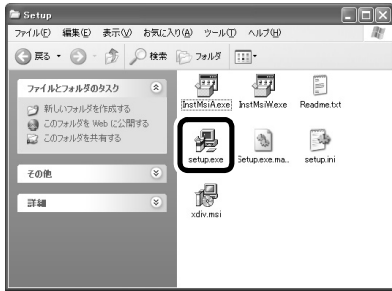 Setup
ファイル(F) 編集(E) 表示(V) お気に入り(A) ツール(T) ヘルプ(H)
戻る 検索 フォルダ
ファイルとフォルダのタスク
新しいフォルダを作成する
このフォルダを Web に公開する
このフォルダを共有する
その他
詳細
InstMsiA.exe InstMsiW.exe Readme.txt
setup.exe Setup.exe.ma... setup.ini
xdiv.msi